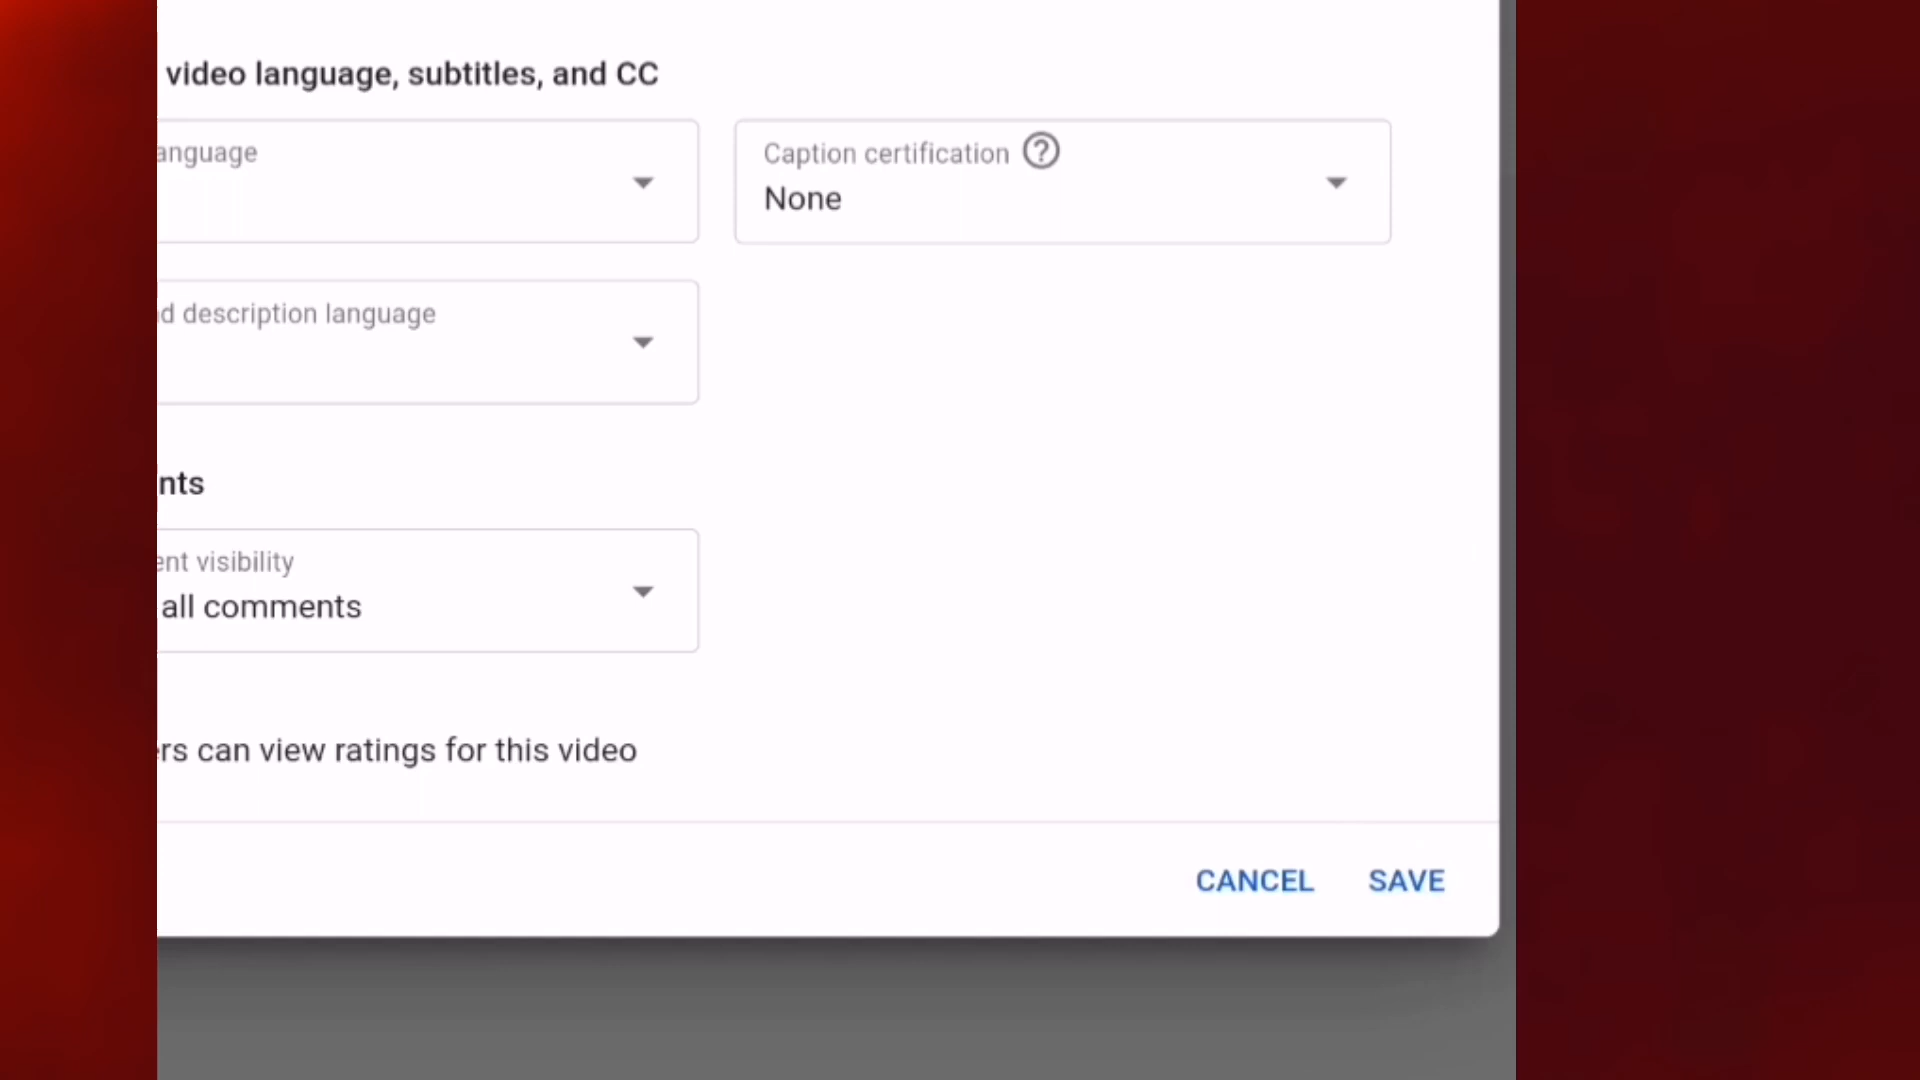 video language, subtitles, and CC
anguage
Caption certification
None
d description language
nts
ent visibility
all comments
ers can view ratings for this video
CANCEL SAVE